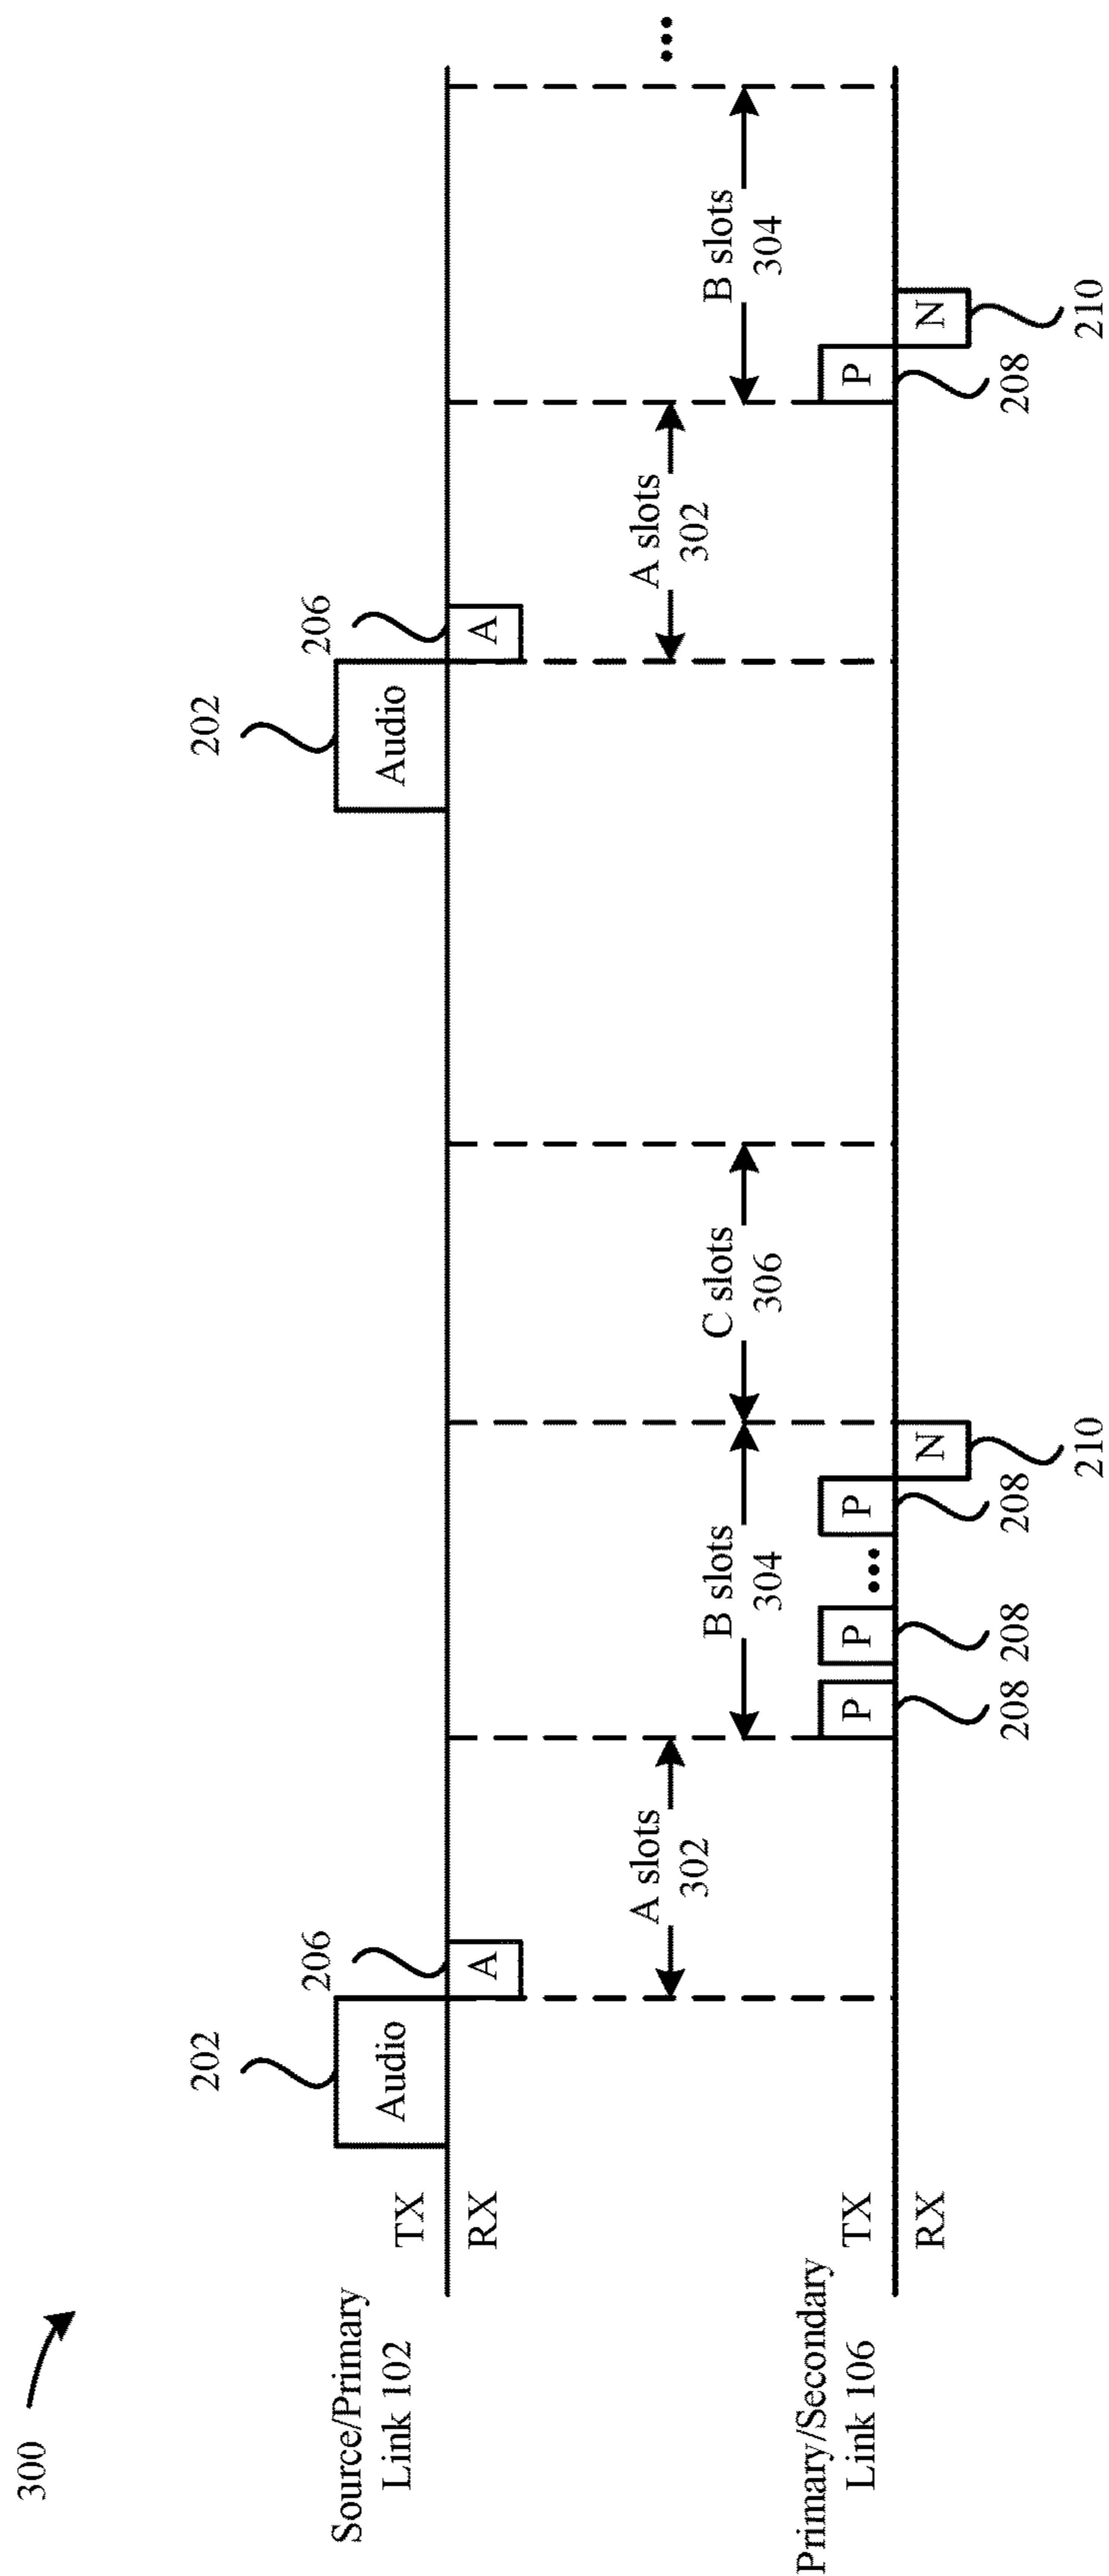 300
202
202
206
206
Source/Primary
Link 102
TX
RX
Audio
A
Audio
A
A slots
302
A slots
302
B slots
304
C slots
306
B slots
304
...
Primary/Secondary
Link 106
TX
RX
P
P
...
P
N
P
N
208
208
208
210
208
210